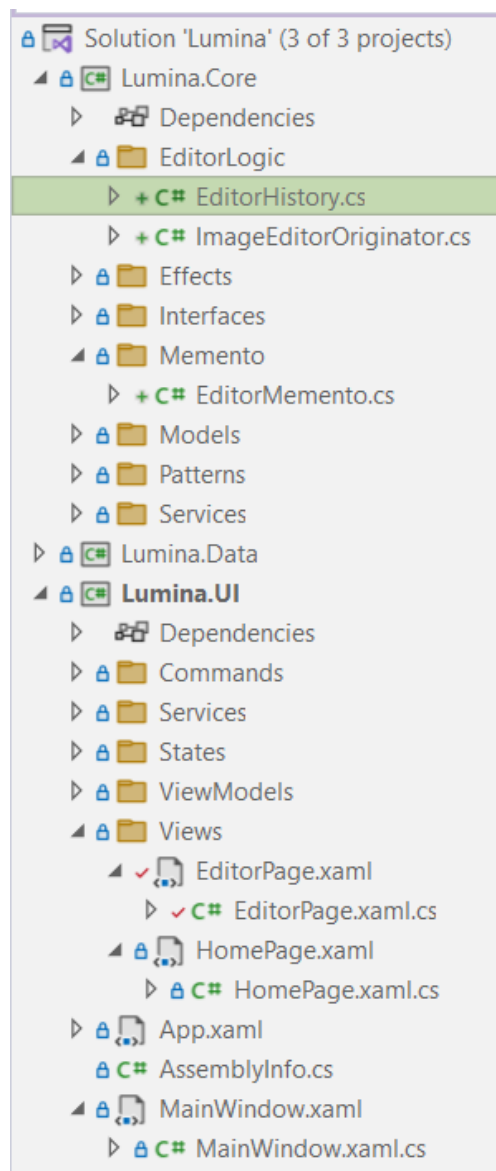 Solution 'Lumina' (3 of 3 projects)
C# Lumina.Core
Dependencies
EditorLogic
+ C# EditorHistory.cs
+ C# ImageEditorOriginator.cs
Effects
Interfaces
Memento
+ C# EditorMemento.cs
Models
Patterns
Services
C# Lumina.Data
C# Lumina.UI
Dependencies
Commands
Services
States
ViewModels
Views
EditorPage.xaml
C# EditorPage.xaml.cs
HomePage.xaml
C# HomePage.xaml.cs
App.xaml
C# AssemblyInfo.cs
MainWindow.xaml
C# MainWindow.xaml.cs